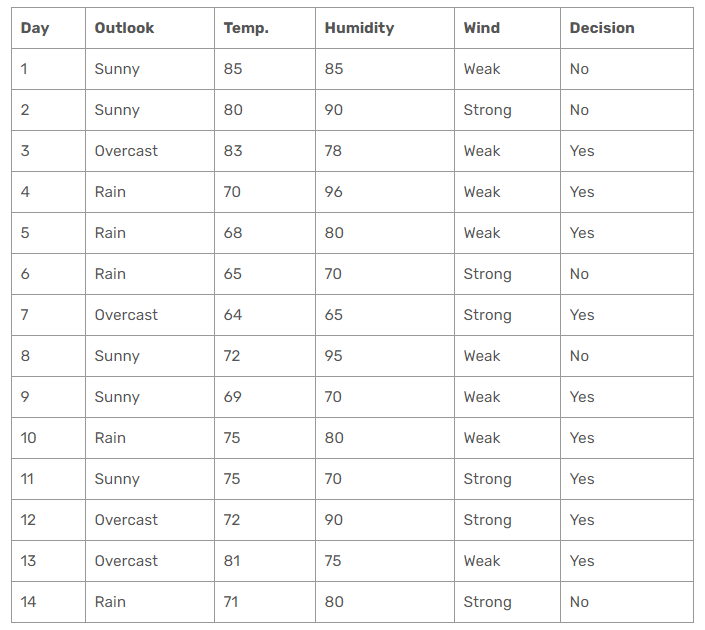 Day Outlook Temp. Humidity Wind Decision
1 Sunny 85 85 Weak No
2 Sunny 80 90 Strong No
3 Overcast 83 78 Weak Yes
4 Rain 70 96 Weak Yes
5 Rain 68 80 Weak Yes
6 Rain 65 70 Strong No
7 Overcast 64 65 Strong Yes
8 Sunny 72 95 Weak No
9 Sunny 69 70 Weak Yes
10 Rain 75 80 Weak Yes
11 Sunny 75 70 Strong Yes
12 Overcast 72 90 Strong Yes
13 Overcast 81 75 Weak Yes
14 Rain 71 80 Strong No